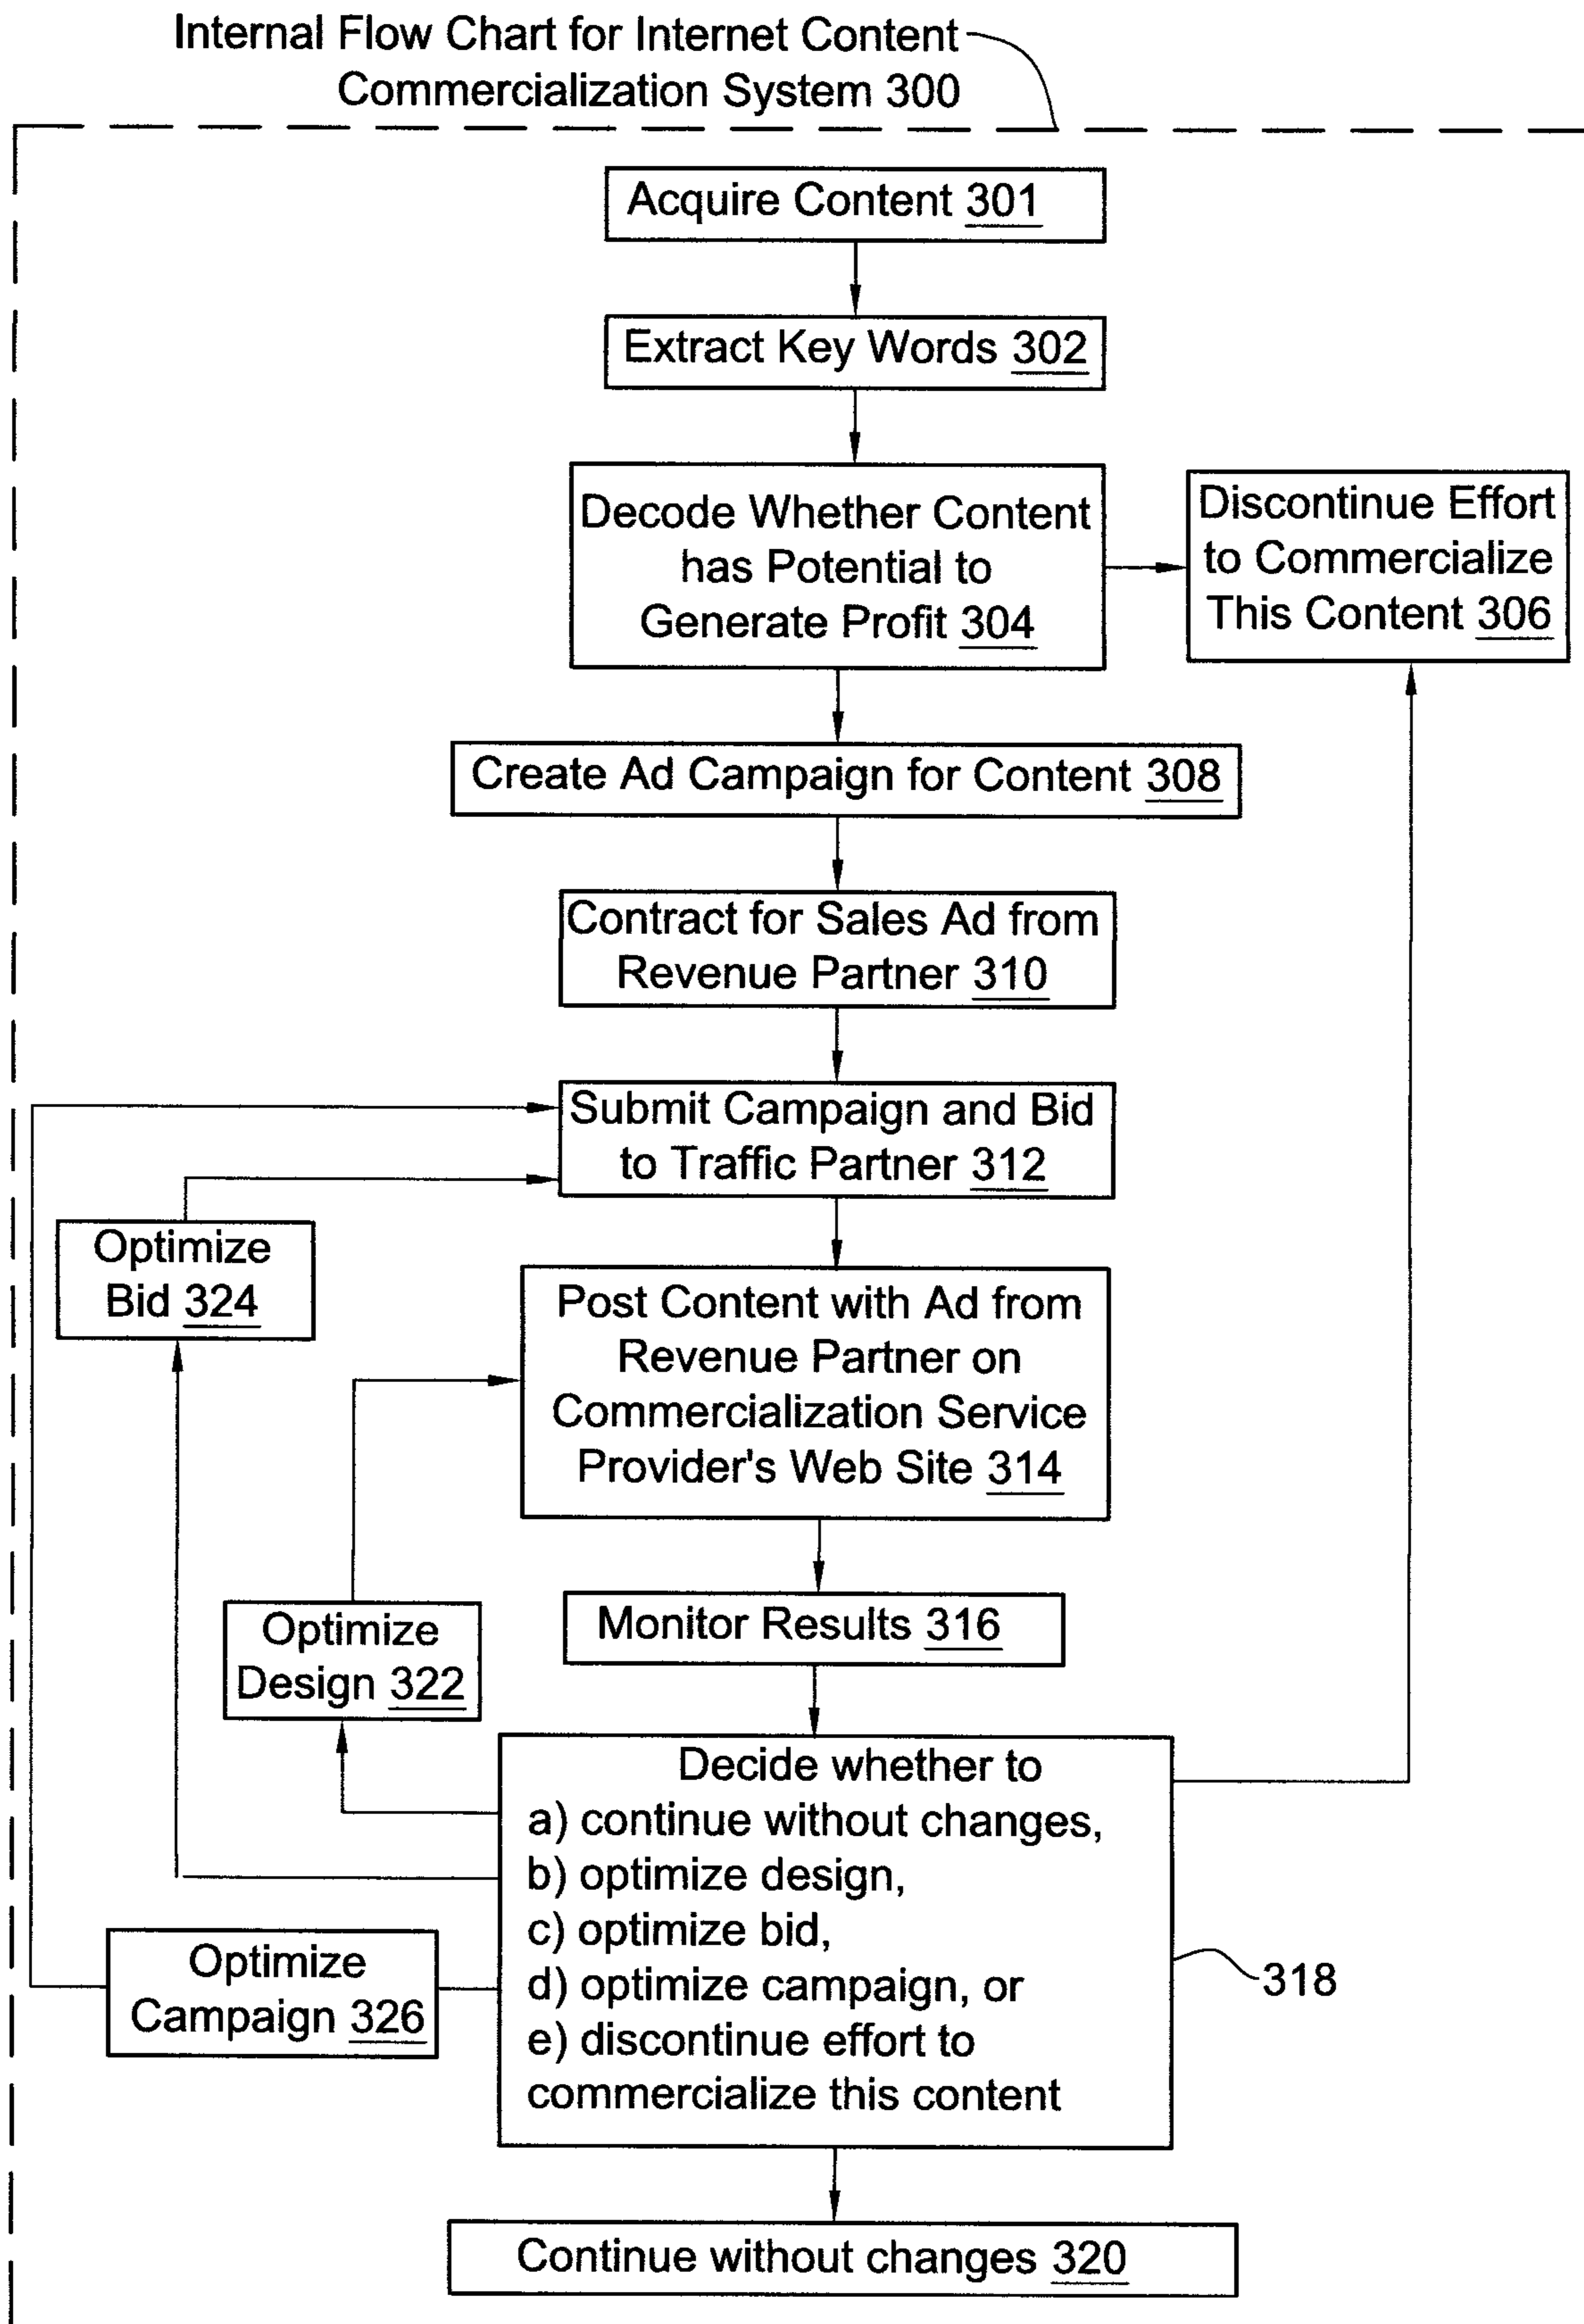 Internal Flow Chart for Internet Content
Commercialization System 300
Acquire Content 301
Extract Key Words 302
Decode Whether Content
has Potential to
Generate Profit 304
Discontinue Effort
to Commercialize
This Content 306
Create Ad Campaign for Content 308
Contract for Sales Ad from
Revenue Partner 310
Submit Campaign and Bid
to Traffic Partner 312
Optimize
Bid 324
Post Content with Ad from
Revenue Partner on
Commercialization Service
Provider's Web Site 314
Optimize
Design 322
Monitor Results 316
Decide whether to
a) continue without changes,
b) optimize design,
c) optimize bid,
d) optimize campaign, or
e) discontinue effort to
commercialize this content
318
Optimize
Campaign 326
Continue without changes 320